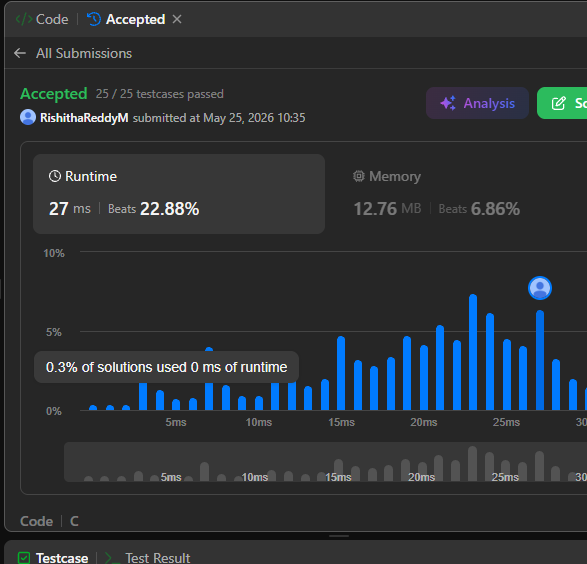 </> Code | Accepted ×
← All Submissions
Accepted 25 / 25 testcases passed
RishithaReddyM submitted at May 25, 2026 10:35
Analysis
Runtime
27 ms | Beats 22.88%
Memory
12.76 MB | Beats 6.86%
10%
5%
0%
0.3% of solutions used 0 ms of runtime
5ms 10ms 15ms 20ms 25ms
5ms 10ms 15ms 20ms 25ms
Code | C
Testcase | >_ Test Result